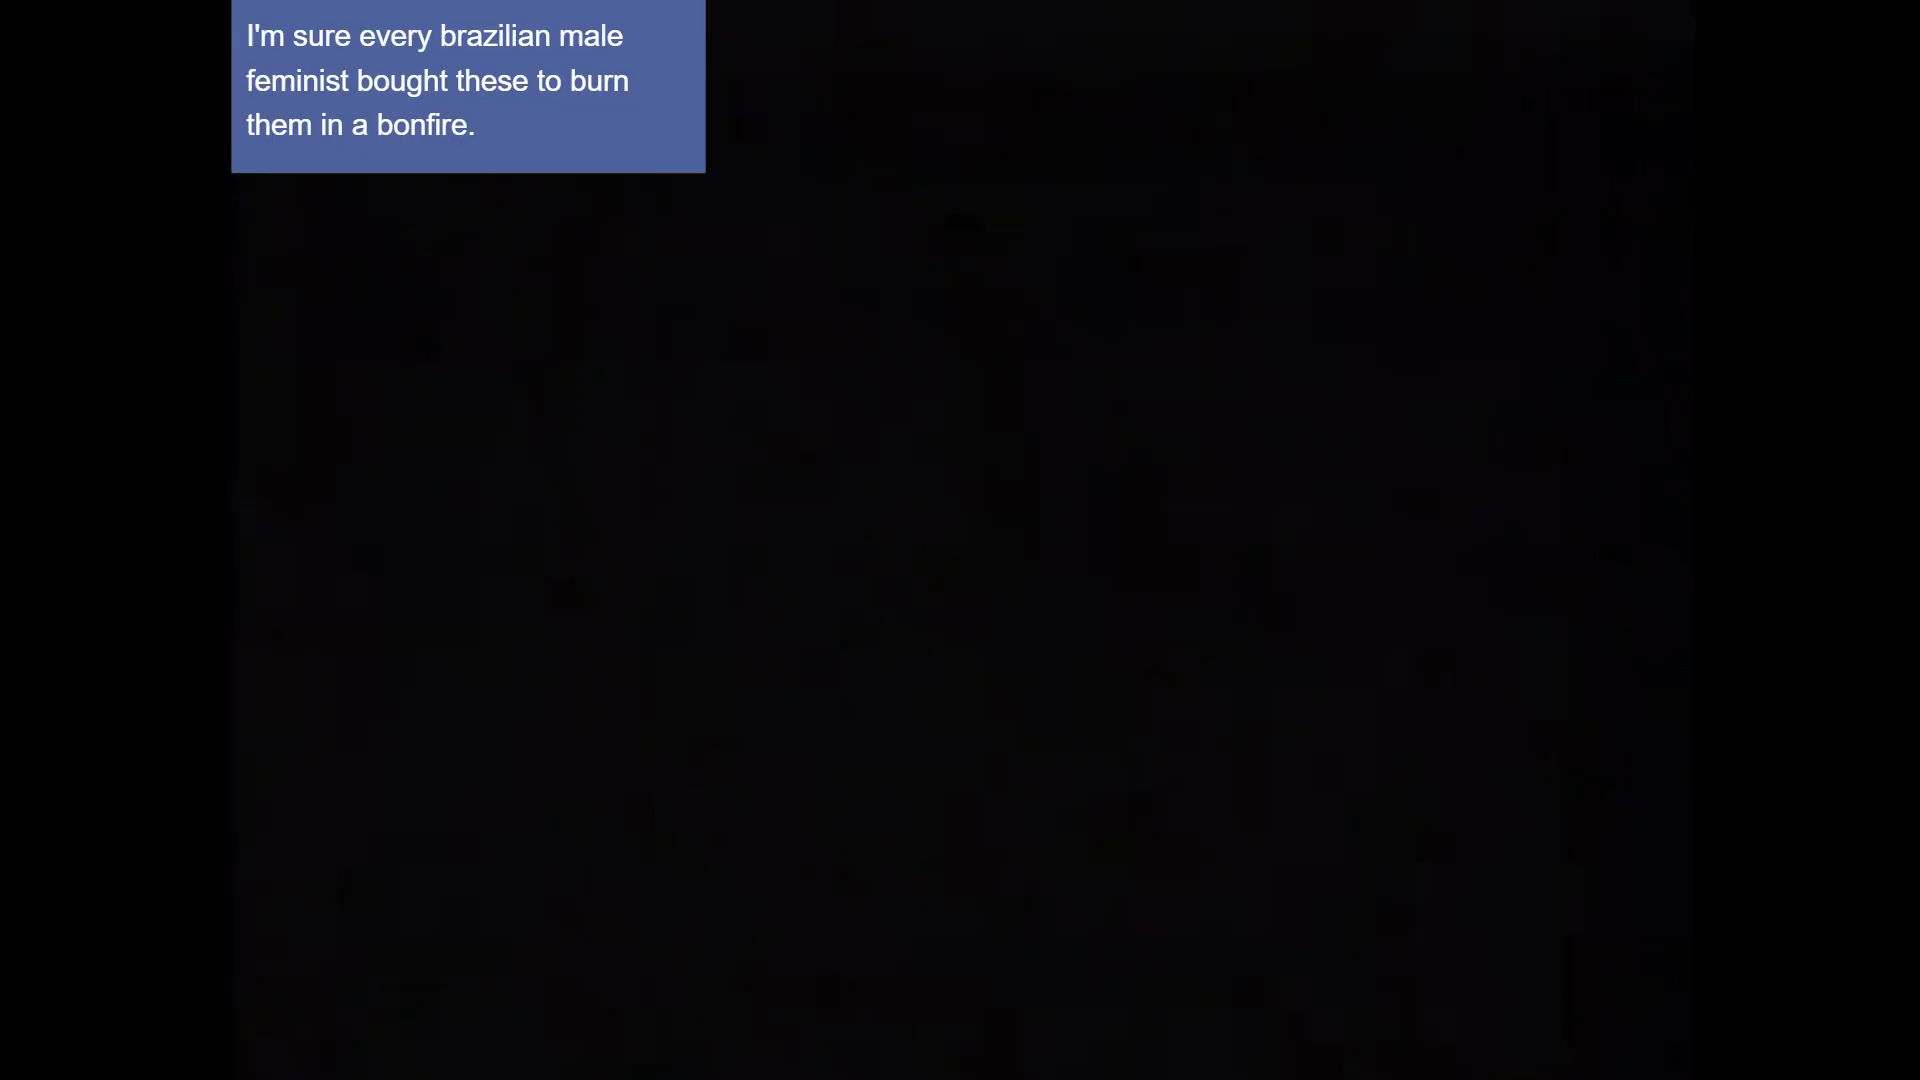 I'm sure every brazilian male
feminist bought these to burn
them in a bonfire.